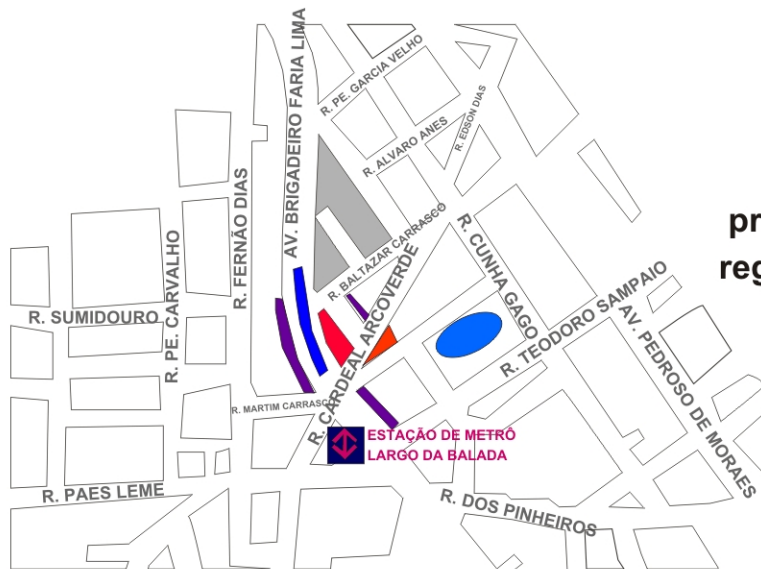 AV. BRIGADEIRO FARIA LIMA
R. PE. GARCIA VELHO
R. EDSON DIAS
R. ALVARO ANES
R. FERNÃO DIAS
R. BALTAZAR CARRASCO
R. CUNHA GAGO
pr
reg
R. PE. CARVALHO
R. SUMIDOURO
R. CARDEAL ARCOVERDE
R. TEODORO SAMPAIO
AV. PEDROSO DE MORAES
R. MARTIM CARRASCO
ESTAÇÃO DE METRÔ
LARGO DA BALADA
R. PAES LEME
R. DOS PINHEIROS